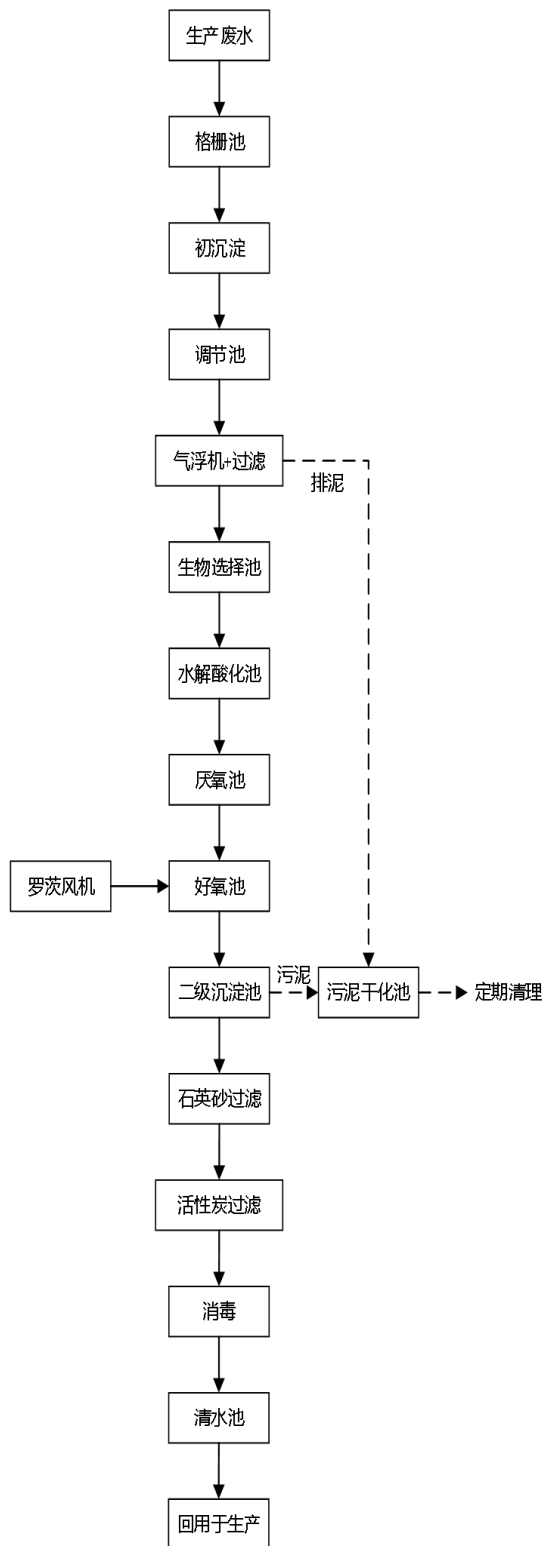 生产废水
格栅池
初沉淀
调节池
气浮机+过滤
排泥
生物选择池
水解酸化池
厌氧池
罗茨风机
好氧池
二级沉淀池
污泥
污泥干化池
定期清理
石英砂过滤
活性炭过滤
消毒
清水池
回用于生产